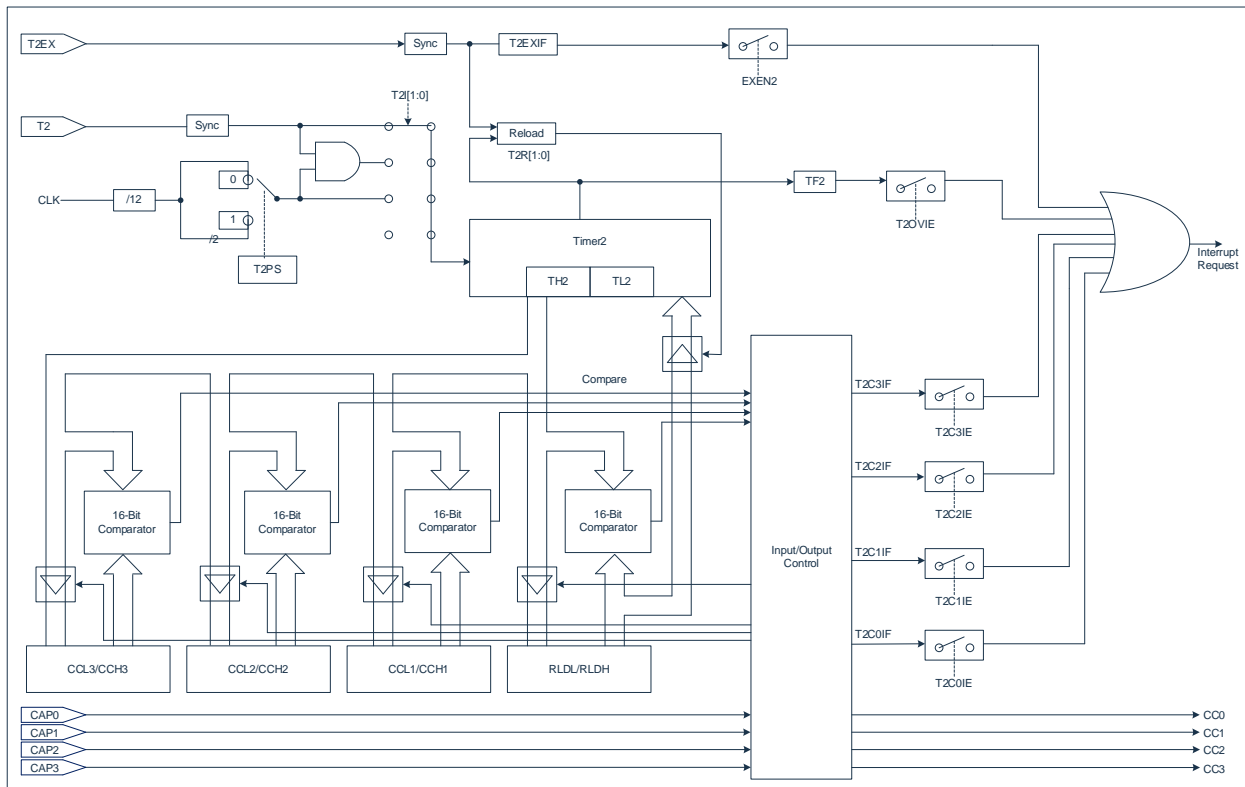 T2EX
Sync
T2EXIF
EXEN2
T2I[1:0]
T2
Sync
Reload
T2R[1:0]
CLK
/12
0
1
/2
T2PS
TF2
T2OVIE
Timer2
TH2
TL2
Interrupt
Request
Compare
T2C3IF
T2C3IE
16-Bit
Comparator
16-Bit
Comparator
16-Bit
Comparator
16-Bit
Comparator
T2C2IF
T2C2IE
Input/Output
Control
T2C1IF
T2C1IE
T2C0IF
T2C0IE
CCL3/CCH3
CCL2/CCH2
CCL1/CCH1
RLDL/RLDH
CAP0
CAP1
CAP2
CAP3
CC0
CC1
CC2
CC3